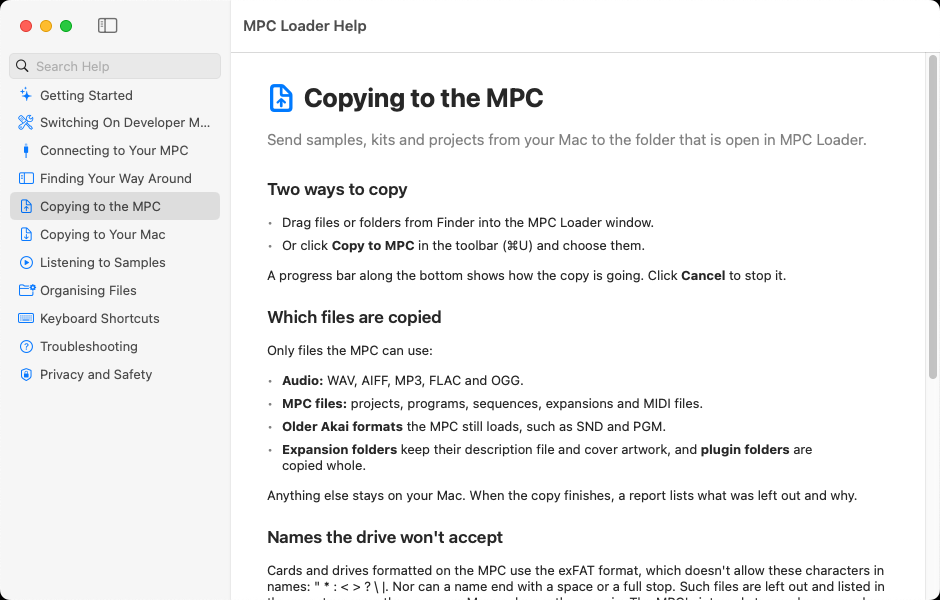 MPC Loader Help
Search Help
Getting Started
Switching On Developer M...
Connecting to Your MPC
Finding Your Way Around
Copying to the MPC
Copying to Your Mac
Listening to Samples
Organising Files
Keyboard Shortcuts
Troubleshooting
Privacy and Safety
Copying to the MPC
Send samples, kits and projects from your Mac to the folder that is open in MPC Loader.
Two ways to copy
• Drag files or folders from Finder into the MPC Loader window.
• Or click Copy to MPC in the toolbar (⌘U) and choose them.
A progress bar along the bottom shows how the copy is going. Click Cancel to stop it.
Which files are copied
Only files the MPC can use:
• Audio: WAV, AIFF, MP3, FLAC and OGG.
• MPC files: projects, programs, sequences, expansions and MIDI files.
• Older Akai formats the MPC still loads, such as SND and PGM.
• Expansion folders keep their description file and cover artwork, and plugin folders are
copied whole.
Anything else stays on your Mac. When the copy finishes, a report lists what was left out and why.
Names the drive won't accept
Cards and drives formatted on the MPC use the exFAT format, which doesn't allow these characters in
names: " * : < > ? \ |. Nor can a name end with a space or a full stop. Such files are left out and listed in